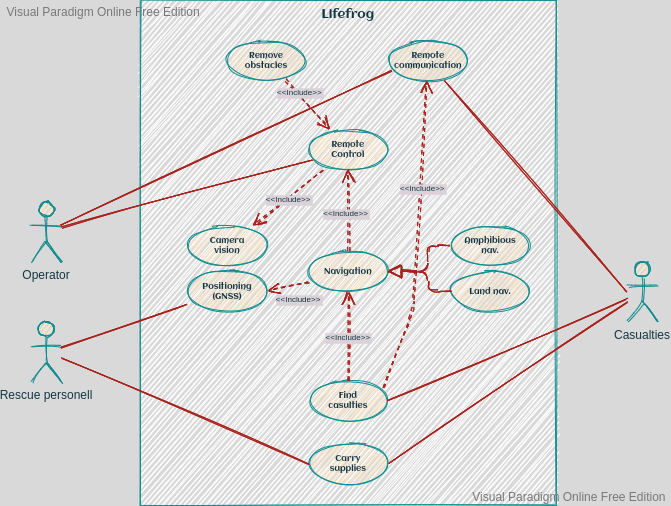 Visual Paradigm Online Free Edition
Lifefrog
Remove
obstacles
Remote
communication
<<Include>>
Remote
Control
<<Include>>
<<Include>>
<<Include>>
Camera
vision
Amphibious
nav.
Operator
Navigation
Positioning
(GNSS)
Land nav.
<<Include>>
Casualties
<<Include>>
Rescue personell
Find
casulties
Carry
supplies
Visual Paradigm Online Free Edition